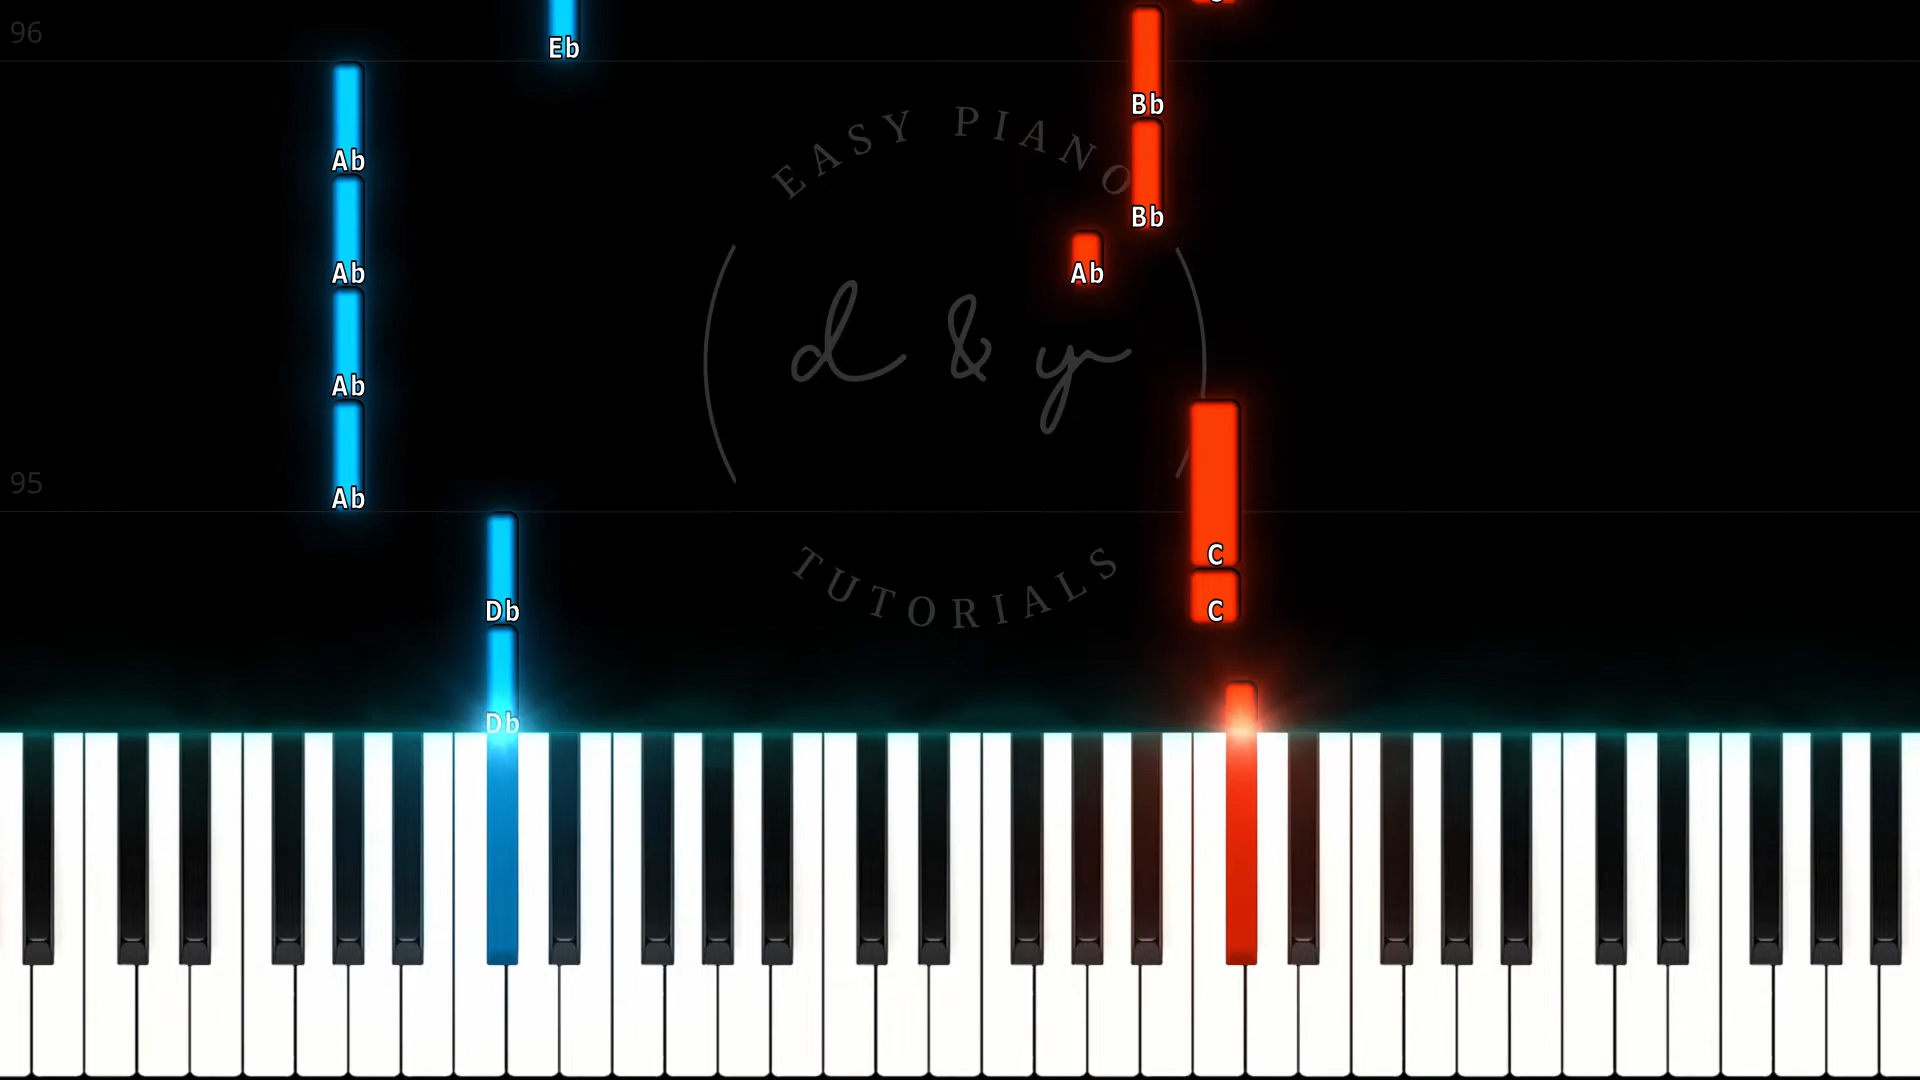 96
Eb
Bb
EASY PIANO
Ab
Bb
Ab
Ab
d & y
Ab
95
Ab
C
TUTORIALS
Db
C
Db